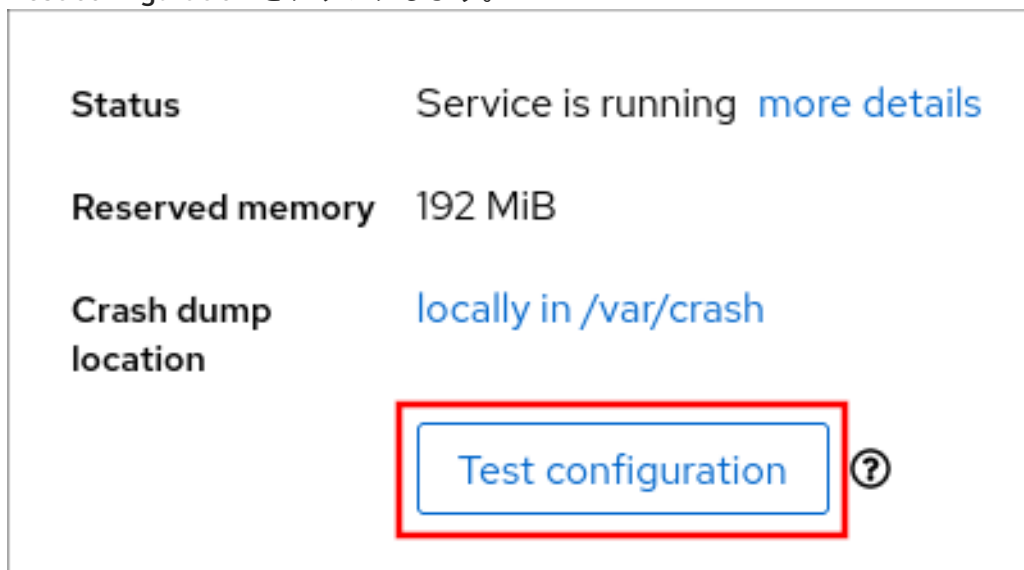 Status Service is running more details
Reserved memory 192 MiB
Crash dump locally in /var/crash
location
Test configuration ?